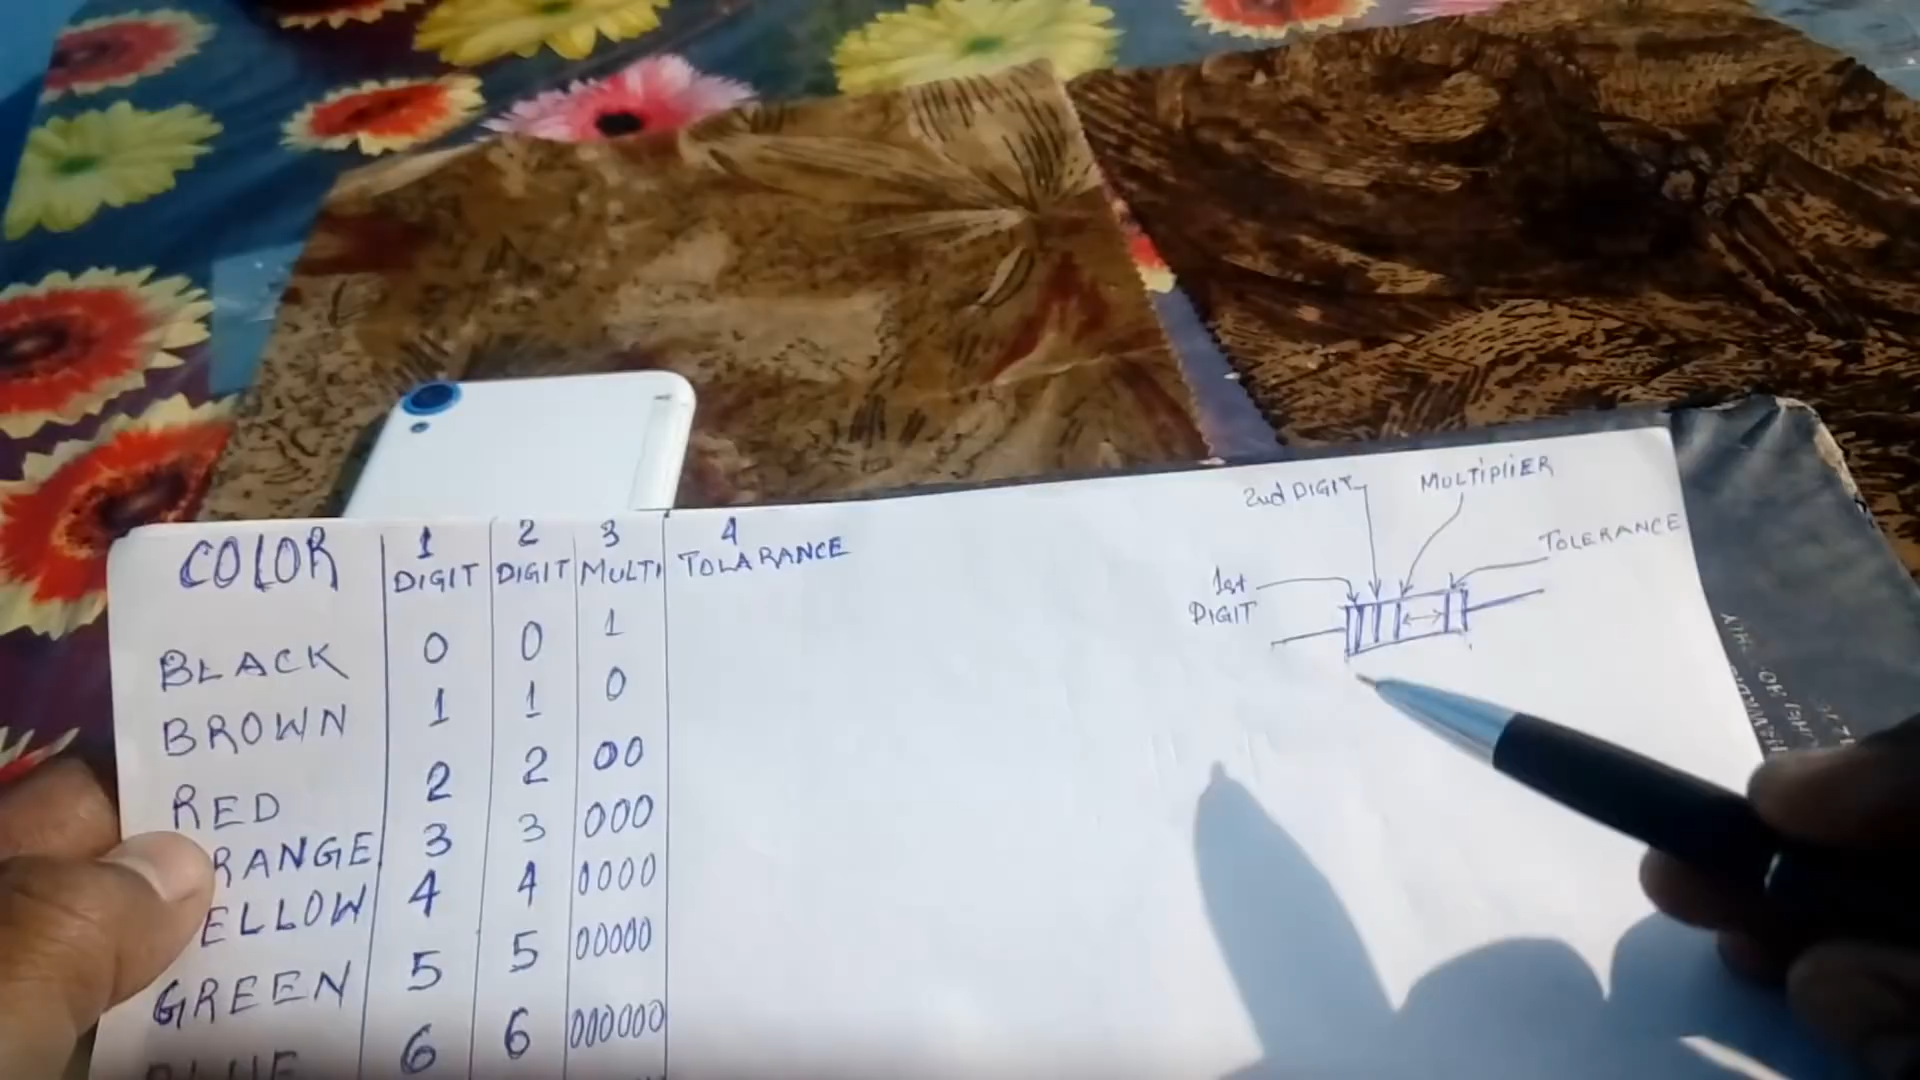 1 2 3 4
COLOR DIGIT DIGIT MULTI TOLARANCE
BLACK 0 0 1
BROWN 1 1 0
RED 2 2 00
RANGE 3 3 000
ELLOW 4 4 0000
GREEN 5 5 00000
BLUE 6 6 000000
2nd DIGIT
MULTIPLIER
TOLERANCE
1st
DIGIT